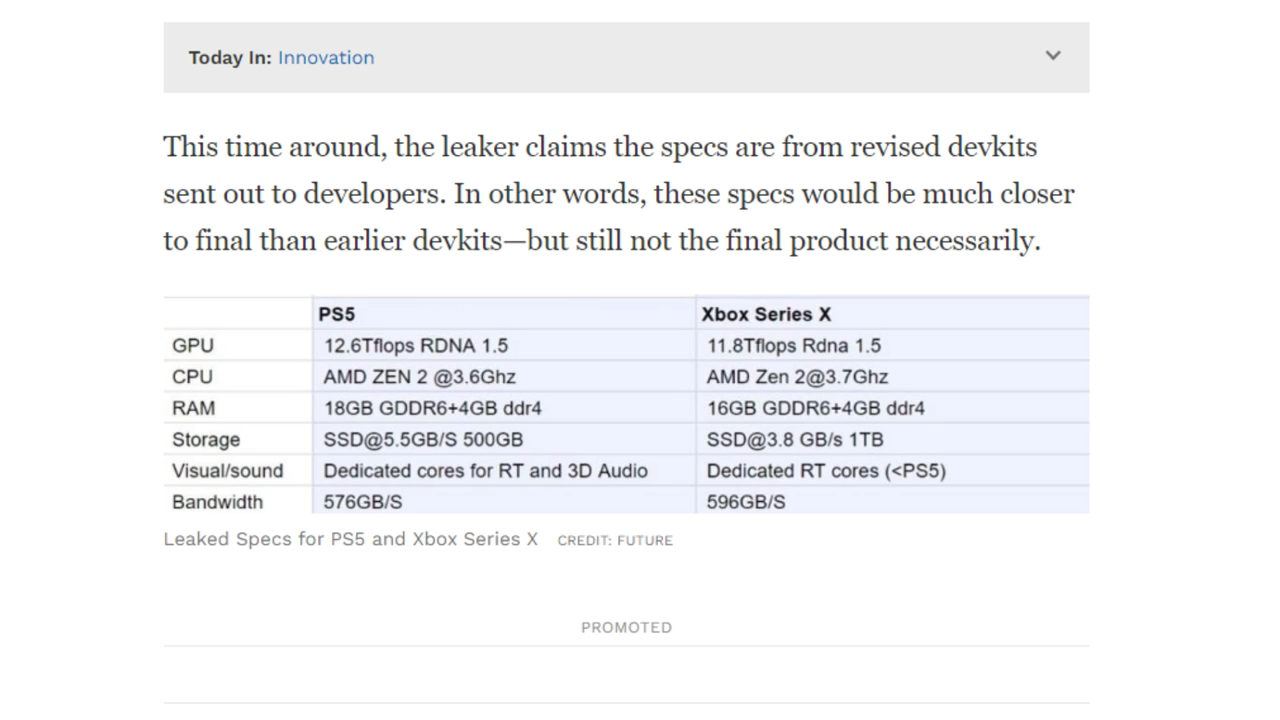 Today In: Innovation
This time around, the leaker claims the specs are from revised devkits
sent out to developers. In other words, these specs would be much closer
to final than earlier devkits—but still not the final product necessarily.
PS5 Xbox Series X
GPU 12.6Tflops RDNA 1.5 11.8Tflops Rdna 1.5
CPU AMD ZEN 2 @3.6Ghz AMD Zen 2@3.7Ghz
RAM 18GB GDDR6+4GB ddr4 16GB GDDR6+4GB ddr4
Storage SSD@5.5GB/S 500GB SSD@3.8 GB/s 1TB
Visual/sound Dedicated cores for RT and 3D Audio Dedicated RT cores (<PS5)
Bandwidth 576GB/S 596GB/S
Leaked Specs for PS5 and Xbox Series X CREDIT: FUTURE
PROMOTED